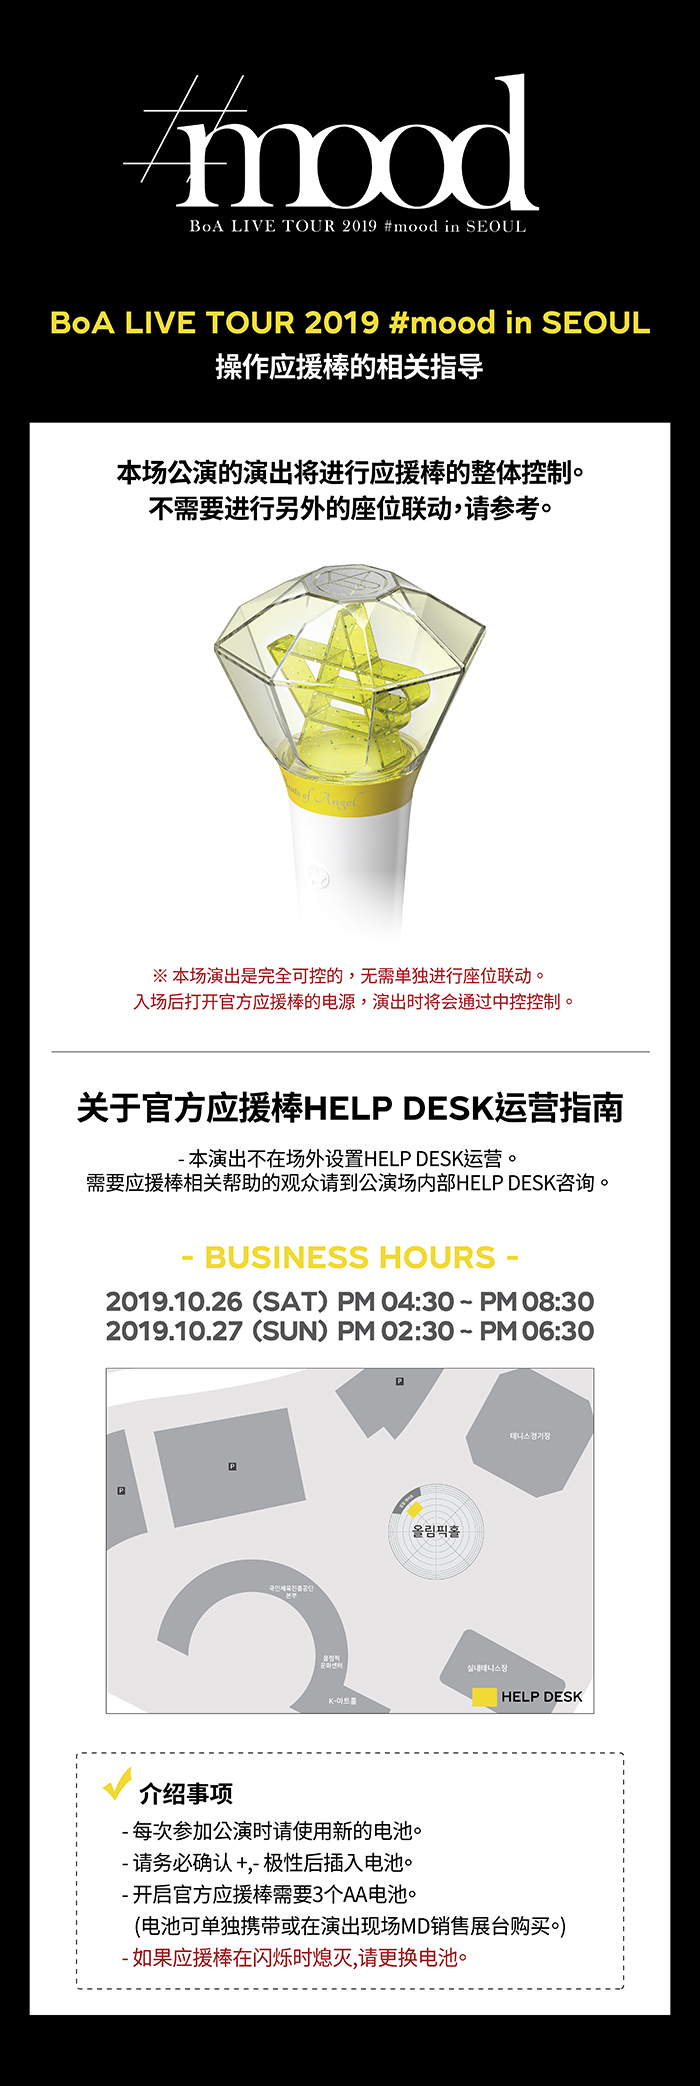 #mood
BoA LIVE TOUR 2019 #mood in SEOUL
BoA LIVE TOUR 2019 #mood in SEOUL
操作应援棒的相关指导
本场公演的演出将进行应援棒的整体控制。
不需要进行另外的座位联动，请参考。
of Angel
※ 本场演出是完全可控的，无需单独进行座位联动。
入场后打开官方应援棒的电源，演出时将会通过中控控制。
关于官方应援棒HELP DESK运营指南
- 本演出不在场外设置HELP DESK运营。
需要应援棒相关帮助的观众请到公演场内部HELP DESK咨询。
- BUSINESS HOURS -
2019.10.26 (SAT) PM 04:30 ~ PM 08:30
2019.10.27 (SUN) PM 02:30 ~ PM 06:30
P
테니스경기장
P
P
올림픽홀
국민체육진흥공단
본부
올림픽
문화센터
실내테니스장
K-아트홀
HELP DESK
介绍事项
- 每次参加公演时请使用新的电池。
- 请务必确认 +,- 极性后插入电池。
- 开启官方应援棒需要3个AA电池。
(电池可单独携带或在演出现场MD销售展台购买。)
- 如果应援棒在闪烁时熄灭,请更换电池。